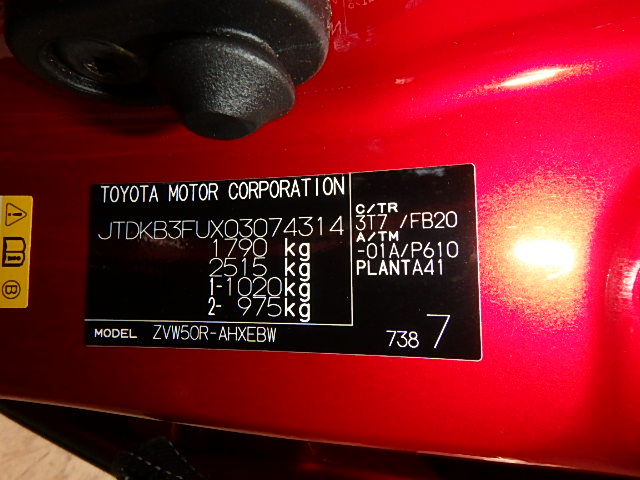 TOYOTA MOTOR CORPORATION
JTDKB3FUX03074314
1790 kg
2515 kg
1-1020kg
2- 975kg
C/TR
3T7 /FB20
A/TM
-01A/P610
PLANTA41
MODEL ZVW50R-AHXEBW
738 7
B